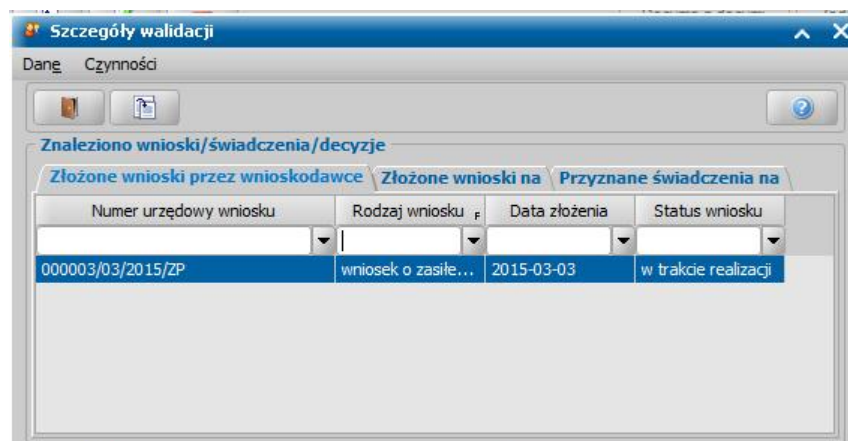 Szczegóły walidacji
Dane Czynności
Znaleziono wnioski/świadczenia/decyzje
Złożone wnioski przez wnioskodawce Złożone wnioski na Przyznane świadczenia na
Numer urzędowy wniosku Rodzaj wniosku F Data złożenia Status wniosku
000003/03/2015/ZP wniosek o zasiłe... 2015-03-03 w trakcie realizacji